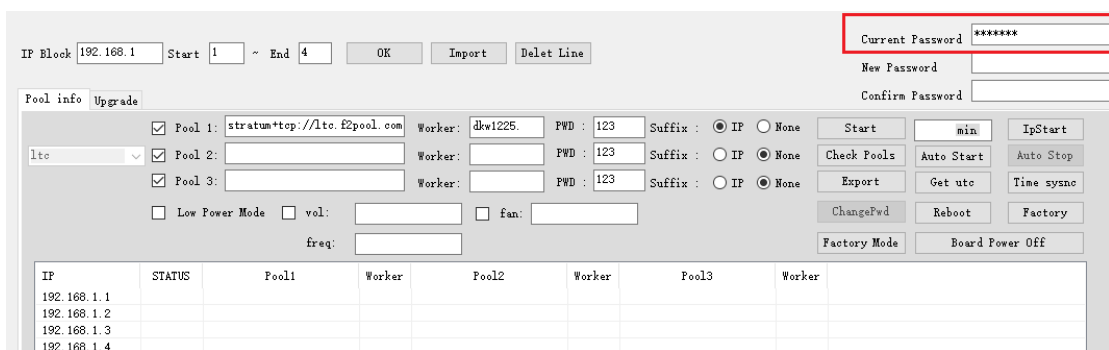 Current Password *******
IP Block 192.168.1 Start 1 ~ End 4 OK Import Delet Line
New Password
Confirm Password
Pool info Upgrade
Pool 1: stratum+tcp://ltc.f2pool.com Worker: dkw1225. PWD : 123 Suffix : IP None Start min IpStart
ltc Pool 2: Worker: PWD : 123 Suffix : IP None Check Pools Auto Start Auto Stop
Pool 3: Worker: PWD : 123 Suffix : IP None Export Get utc Time sysnc
Low Power Mode vol: fan: ChangePwd Reboot Factory
freq: Factory Mode Board Power Off
IP STATUS Pool1 Worker Pool2 Worker Pool3 Worker
192.168.1.1
192.168.1.2
192.168.1.3
192.168.1.4